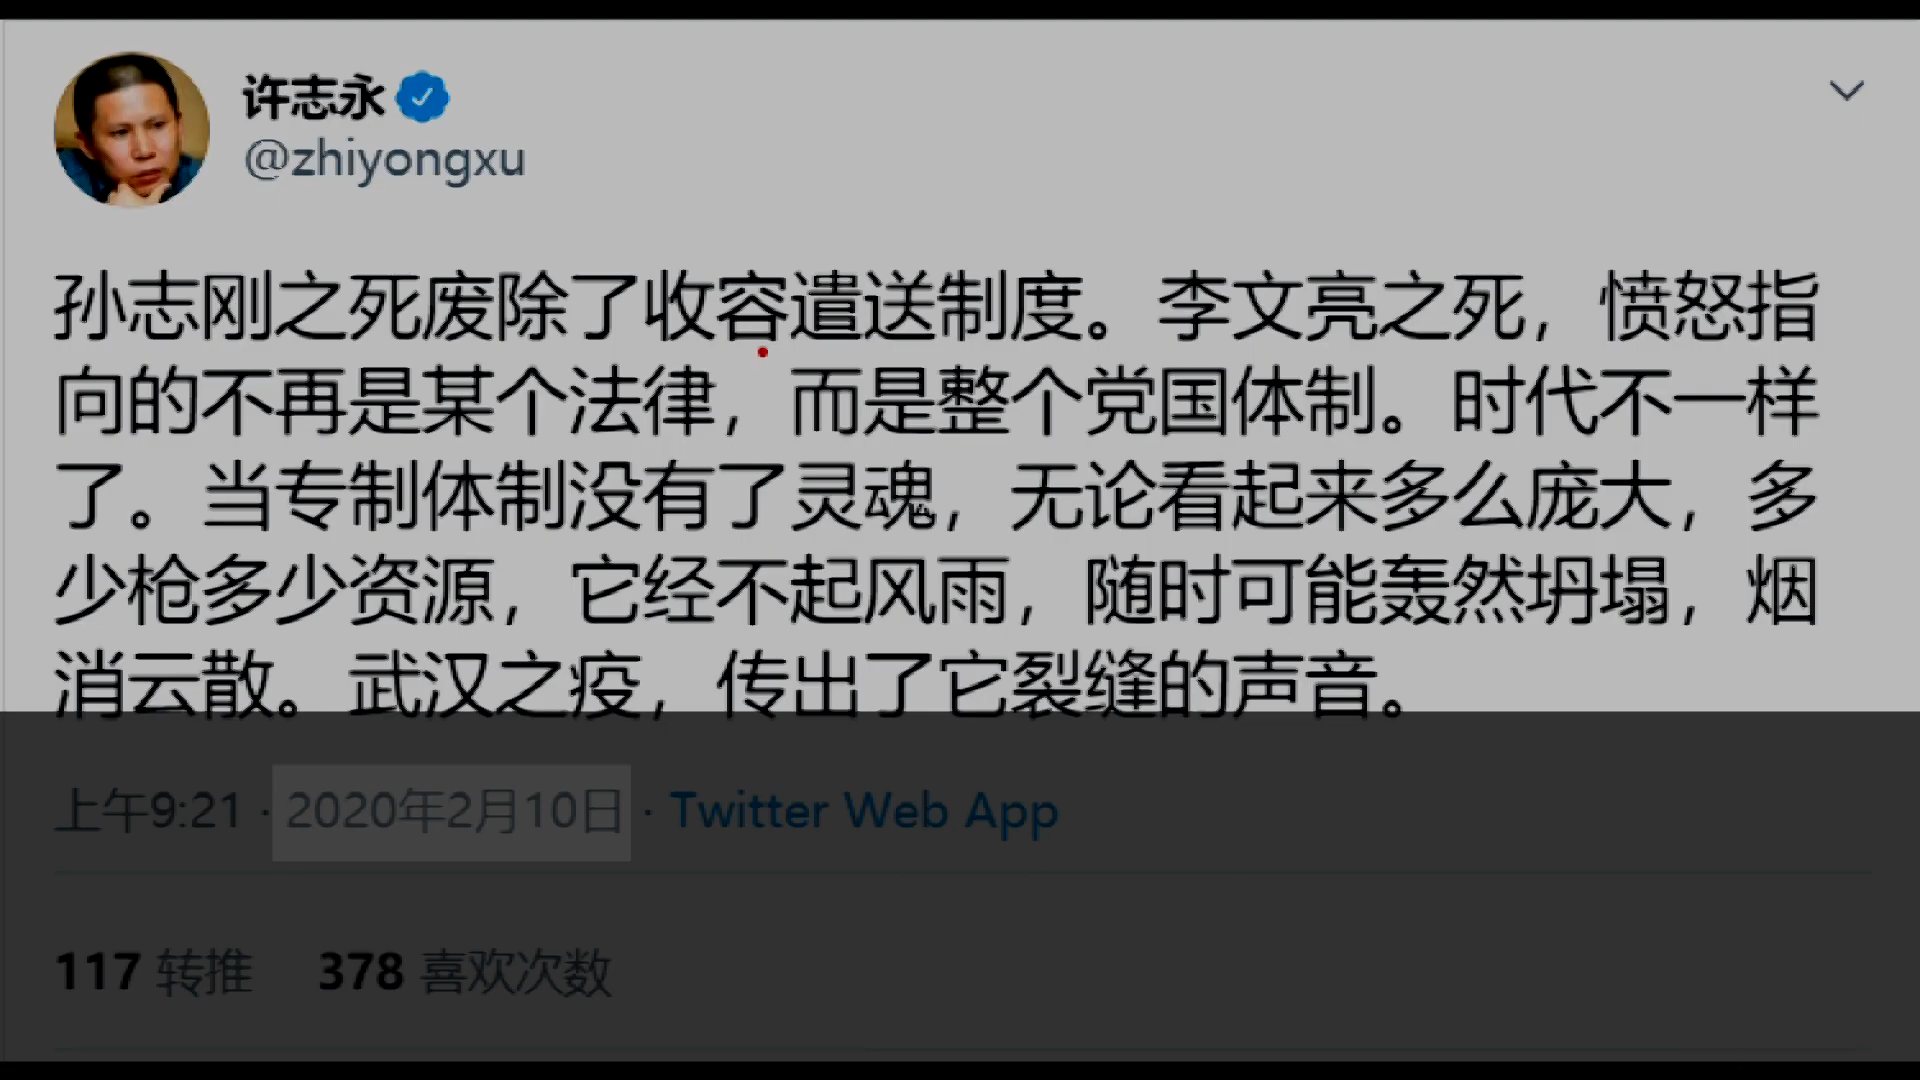 许志永
@zhiyongxu
孙志刚之死废除了收容遣送制度。李文亮之死，愤怒指
向的不再是某个法律，而是整个党国体制。时代不一样
了。当专制体制没有了灵魂，无论看起来多么庞大，多
少枪多少资源，它经不起风雨，随时可能轰然坍塌，烟
消云散。武汉之疫，传出了它裂缝的声音。
上午9:21 · 2020年2月10日 · Twitter Web App
117 转推 378 喜欢次数